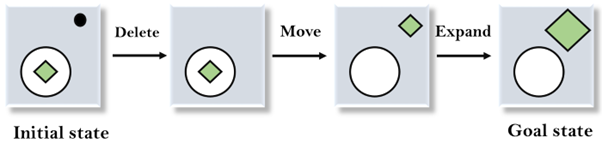 Delete
Move
Expand
Initial state
Goal state